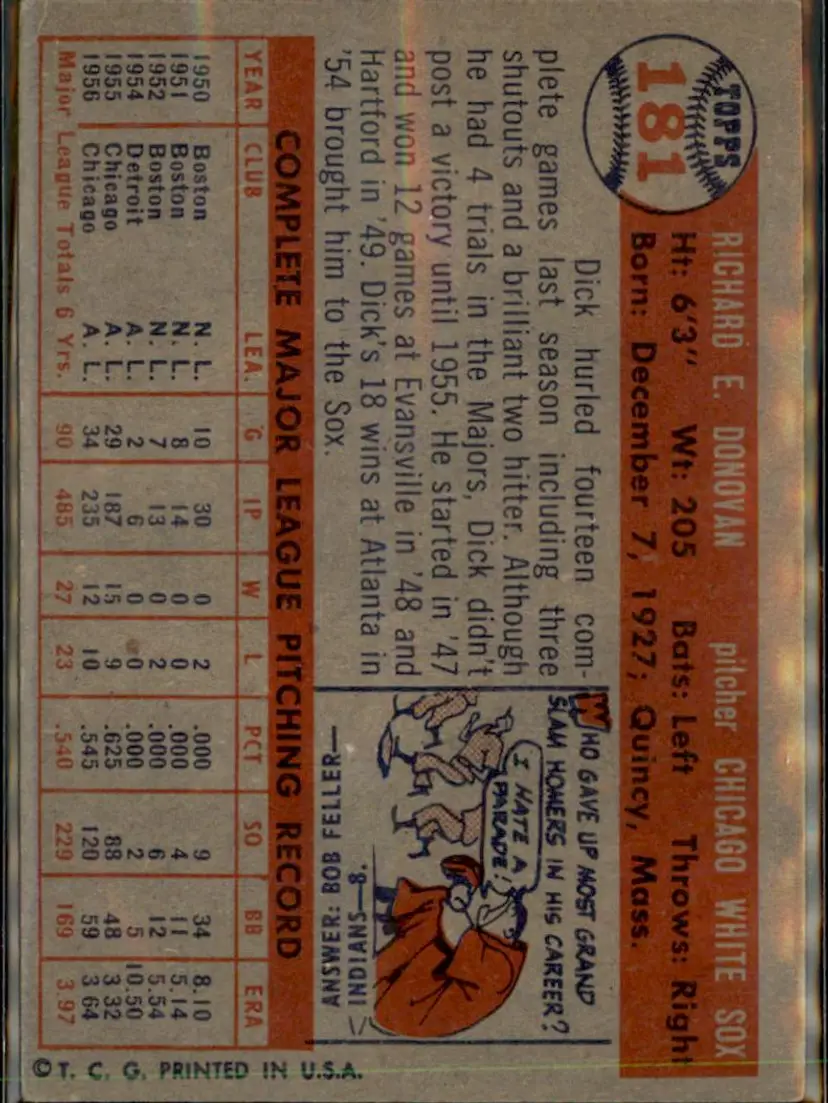 TOPPS
181
RICHARD E. DONOVAN pitcher CHICAGO WHITE SOX
Ht: 6'3" Wt: 205 Bats: Left Throws: Right
Born: December 7, 1927; Quincy, Mass.
Dick hurled fourteen com-
plete games last season including three
shutouts and a brilliant two hitter. Although
he had 4 trials in the Majors, Dick didn't
post a victory until 1955. He started in '47
and won 12 games at Evansville in '48 and
Hartford in '49. Dick's 18 wins at Atlanta in
'54 brought him to the Sox.
WHO GAVE UP MOST GRAND
SLAM HOMERS IN HIS CAREER?
I HATE A
PARADE!
ANSWER: BOB FELLER—
INDIANS—8.
COMPLETE MAJOR LEAGUE PITCHING RECORD
YEAR CLUB LEA. G IP W L PCT SO BB ERA
1950 Boston N. L. 10 30 0 2 .000 9 34 8.10
1951 Boston N. L. 8 14 0 0 .000 4 11 5.14
1952 Boston N. L. 7 13 0 2 .000 6 12 5.54
1954 Detroit A. L. 2 6 0 0 .000 2 5 10.50
1955 Chicago A. L. 29 187 15 9 .625 88 48 3.32
1956 Chicago A. L. 34 235 12 10 .545 120 59 3.64
Major League Totals 6 Yrs. 90 485 27 23 .540 229 169 3.97
© T. C. G. PRINTED IN U.S.A.